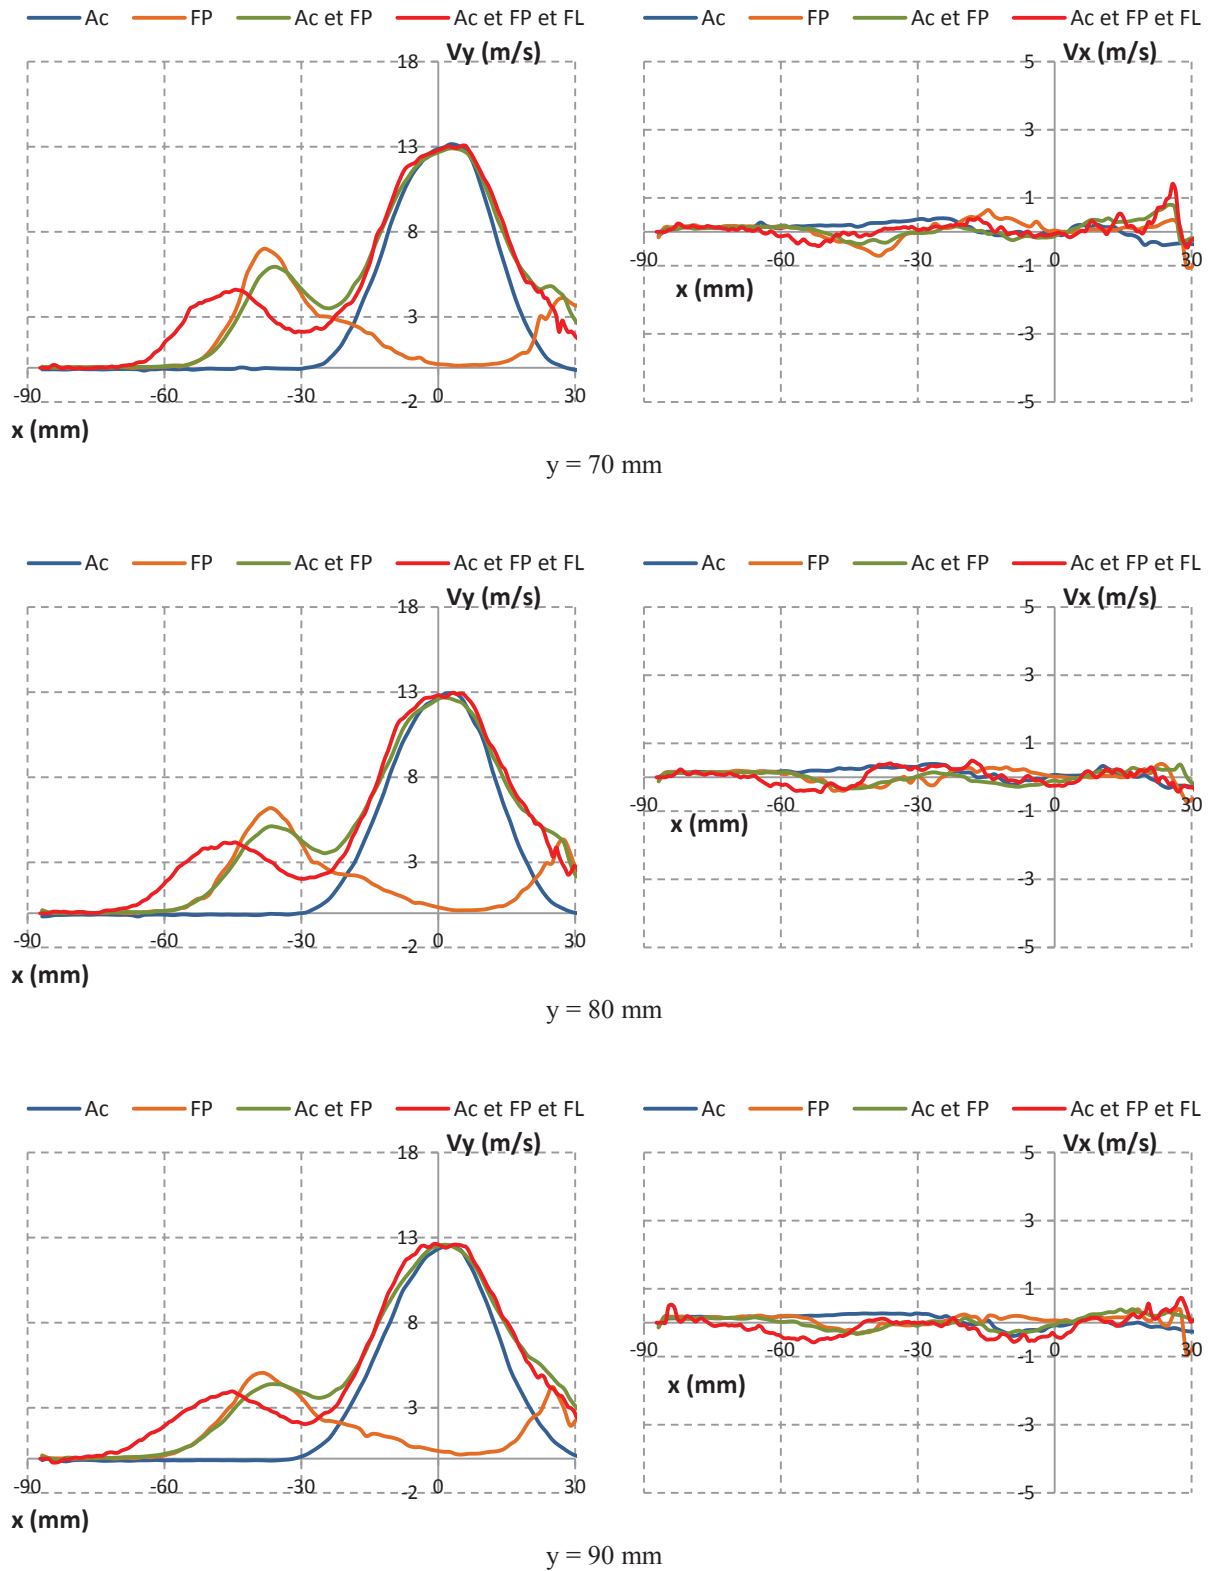 Ac FP Ac et FP Ac et FP et FL
Vy (m/s)
18
13
8
3
-2
-90 -60 -30 0 30
x (mm)
Ac FP Ac et FP Ac et FP et FL
Vx (m/s)
5
3
1
-1
-3
-5
-90 -60 -30 0 30
x (mm)
y = 70 mm
Ac FP Ac et FP Ac et FP et FL
Vy (m/s)
18
13
8
3
-2
-90 -60 -30 0 30
x (mm)
Ac FP Ac et FP Ac et FP et FL
Vx (m/s)
5
3
1
-1
-3
-5
-90 -60 -30 0 30
x (mm)
y = 80 mm
Ac FP Ac et FP Ac et FP et FL
Vy (m/s)
18
13
8
3
-2
-90 -60 -30 0 30
x (mm)
Ac FP Ac et FP Ac et FP et FL
Vx (m/s)
5
3
1
-1
-3
-5
-90 -60 -30 0 30
x (mm)
y = 90 mm